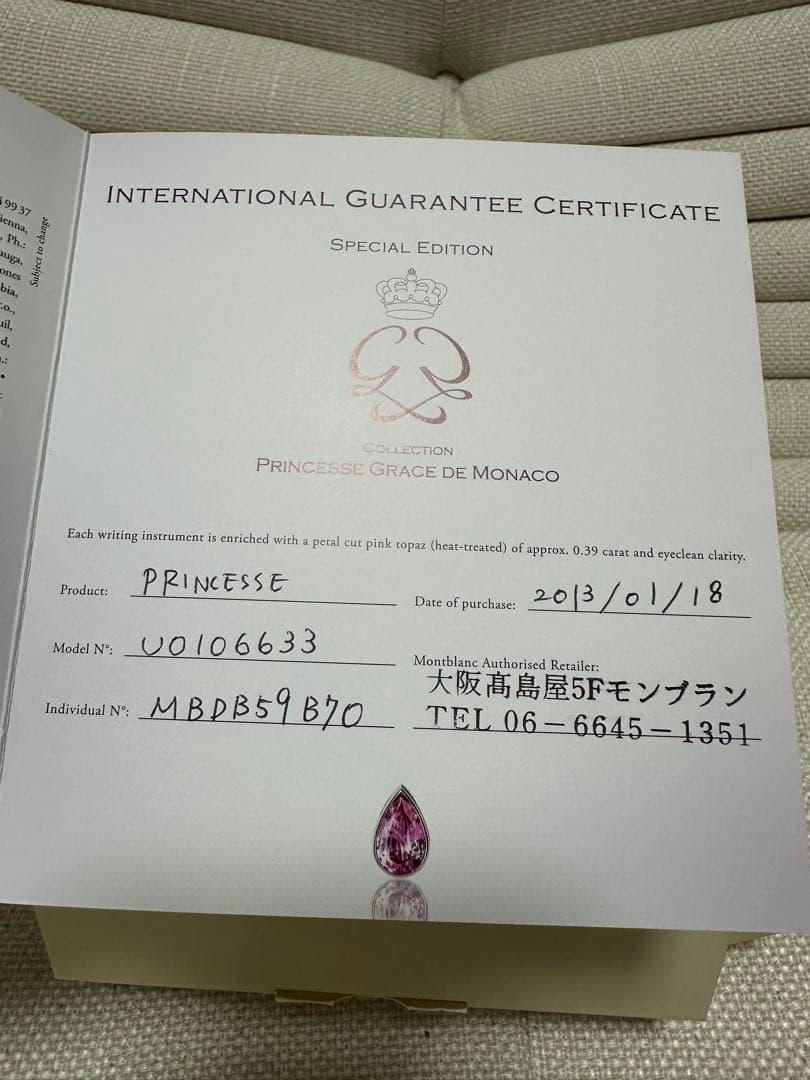 99 37
Ph.:
Subject to change
INTERNATIONAL GUARANTEE CERTIFICATE
SPECIAL EDITION
COLLECTION
PRINCESSE GRACE DE MONACO
Each writing instrument is enriched with a petal cut pink topaz (heat-treated) of approx. 0.39 carat and eyeclean clarity.
Product: PRINCESSE
Date of purchase: 2013/01/18
Model N°: U0106633
Montblanc Authorised Retailer:
大阪髙島屋5Fモンブラン
TEL 06-6645-1351
Individual N°: MBDB59B70